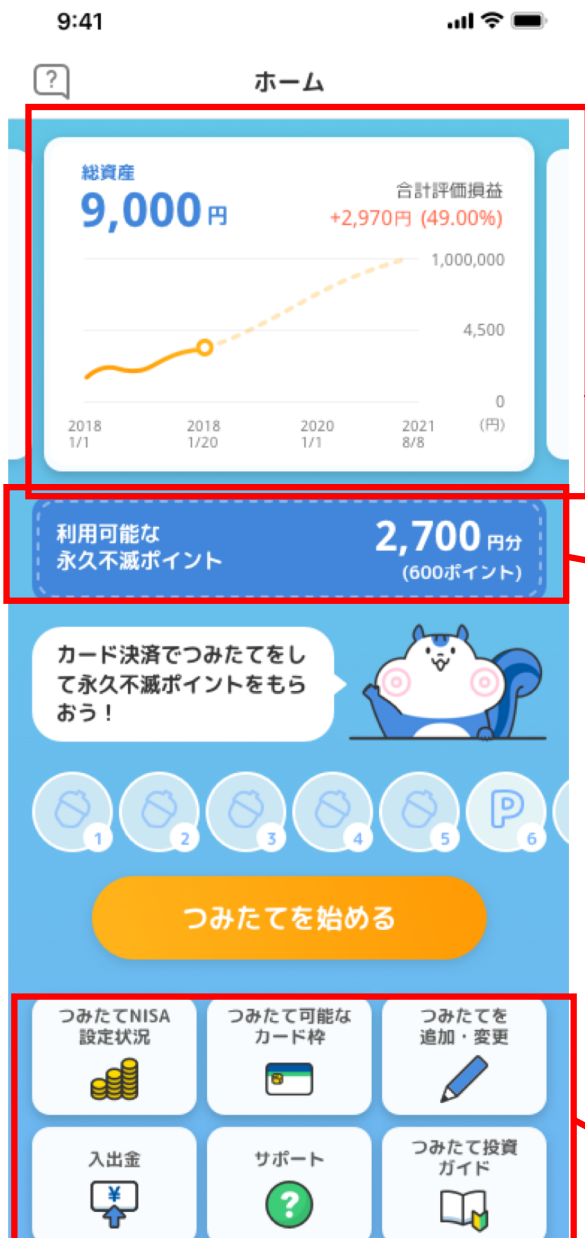 9:41
?
ホーム
総資産
9,000 円
合計評価損益
+2,970円 (49.00%)
1,000,000
4,500
0
(円)
2018
1/1
2018
1/20
2020
1/1
2021
8/8
利用可能な
永久不滅ポイント
2,700 円分
(600ポイント)
カード決済でつみたてをし
て永久不滅ポイントをもら
おう！
1
2
3
4
5
P
6
つみたてを始める
つみたてNISA
設定状況
つみたて可能な
カード枠
つみたてを
追加・変更
入出金
¥
サポート
?
つみたて投資
ガイド